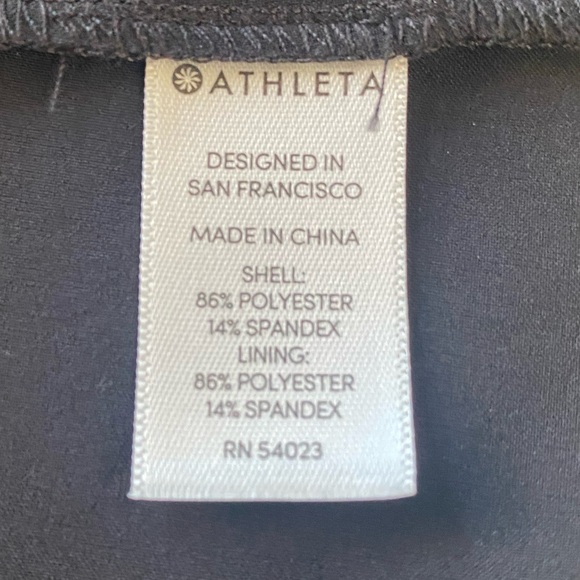 ATHLETA
DESIGNED IN
SAN FRANCISCO
MADE IN CHINA
SHELL:
86% POLYESTER
14% SPANDEX
LINING:
86% POLYESTER
14% SPANDEX
RN 54023